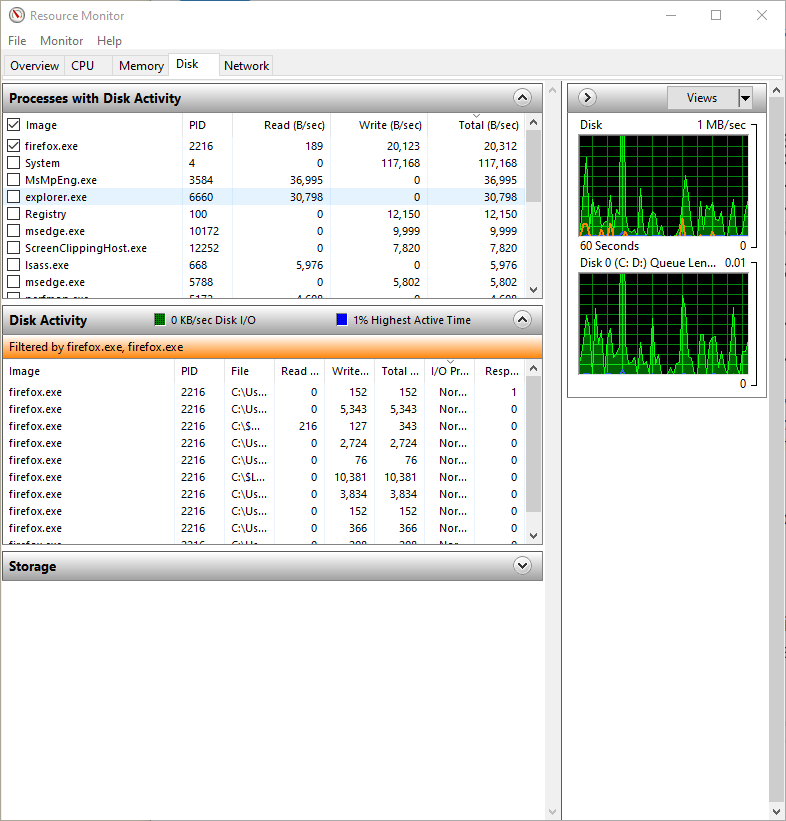 Resource Monitor
File Monitor Help
Overview CPU Memory Disk Network
Processes with Disk Activity
Image PID Read (B/sec) Write (B/sec) Total (B/sec)
firefox.exe 2216 189 20,123 20,312
System 4 0 117,168 117,168
MsMpEng.exe 3584 36,995 0 36,995
explorer.exe 6660 30,798 0 30,798
Registry 100 0 12,150 12,150
msedge.exe 10172 0 9,999 9,999
ScreenClippingHost.exe 12252 0 7,820 7,820
lsass.exe 668 5,976 0 5,976
msedge.exe 5788 0 5,802 5,802
Disk Activity 0 KB/sec Disk I/O 1% Highest Active Time
Filtered by firefox.exe, firefox.exe
Image PID File Read ... Write... Total ... I/O Pr... Resp...
firefox.exe 2216 C:\Us... 0 152 152 Nor... 1
firefox.exe 2216 C:\Us... 0 5,343 5,343 Nor... 0
firefox.exe 2216 C:\$... 216 127 343 Nor... 0
firefox.exe 2216 C:\Us... 0 2,724 2,724 Nor... 0
firefox.exe 2216 C:\Us... 0 76 76 Nor... 0
firefox.exe 2216 C:\$L... 0 10,381 10,381 Nor... 0
firefox.exe 2216 C:\Us... 0 3,834 3,834 Nor... 0
firefox.exe 2216 C:\Us... 0 152 152 Nor... 0
firefox.exe 2216 C:\Us... 0 366 366 Nor... 0
Storage
Views
Disk 1 MB/sec
60 Seconds 0
Disk 0 (C: D:) Queue Len... 0.01
0